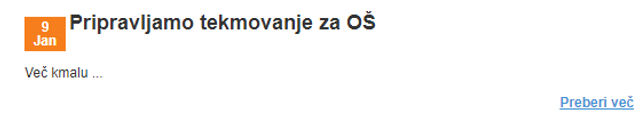 9
Jan
Pripravljamo tekmovanje za OŠ
Več kmalu ...
Preberi več